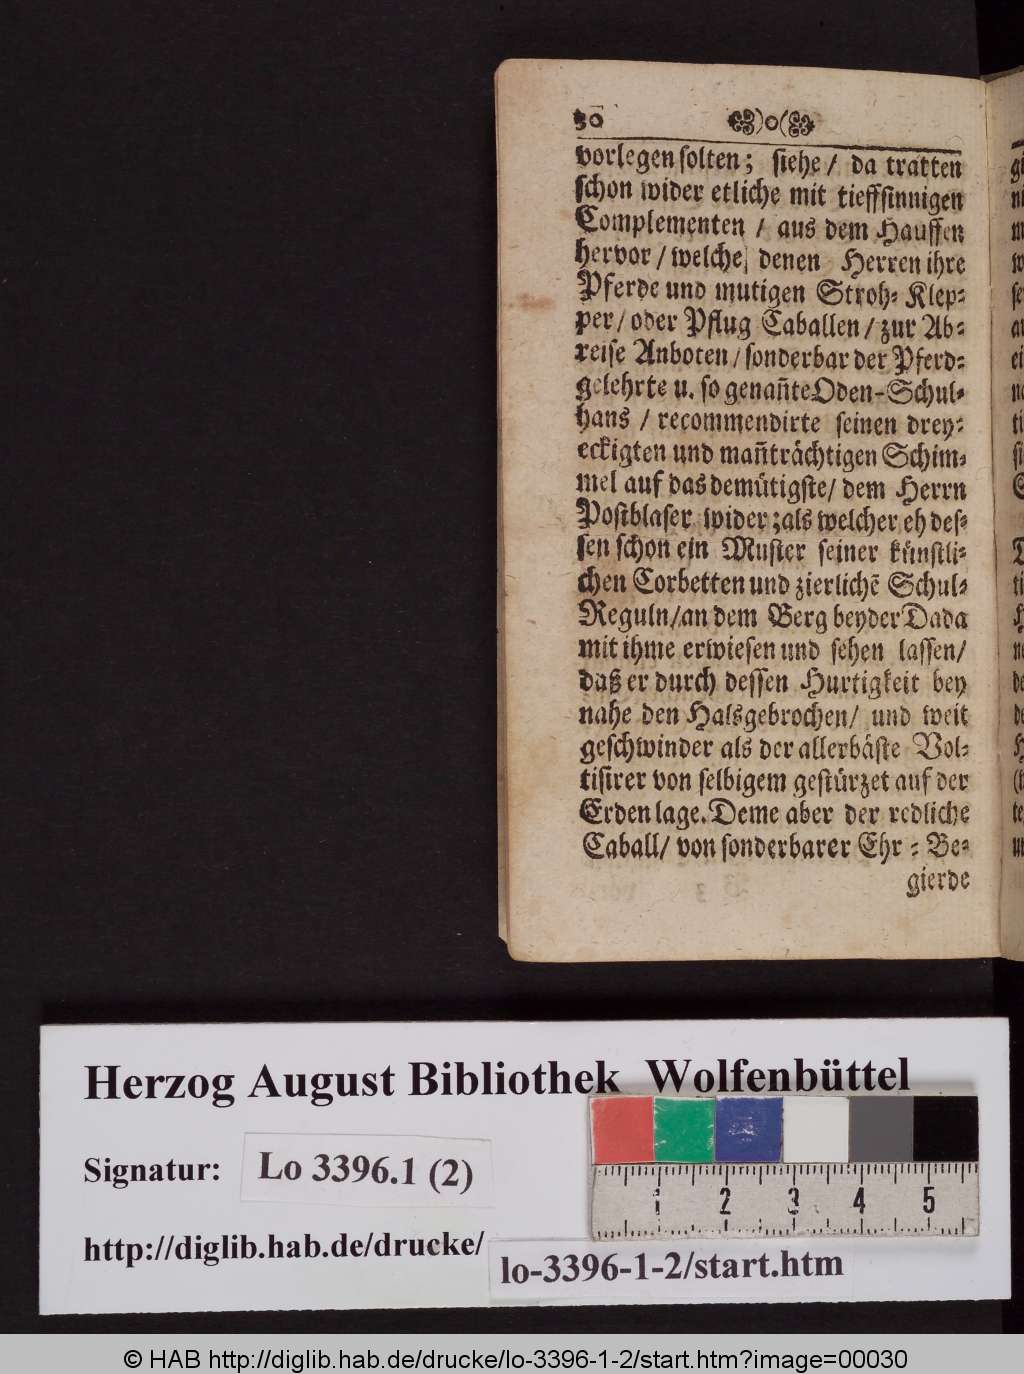 30 )o(
vorlegen solten; siehe / da tratten
schon wider etliche mit tieffsinnigen
Complementen / aus dem Hauffen
hervor / welche denen Herren ihre
Pferde und mutigen Stroh⸗ Klep⸗
per / oder Pflug Caballen / zur Ab⸗
reise Anboten / sonderbar der Pferd⸗
gelehrte u. so genañte Oden-Schul⸗
hans / recommendirte seinen drey⸗
eckigten und mañträchtigen Schim⸗
mel auf das demütigste / dem Herrn
Postblaser wider; als welcher eh des⸗
sen schon ein Muster seiner künstli⸗
chen Corbetten und zierlichē Schul⸗
Reguln / an dem Berg bey der Dada
mit ihme erwiesen und sehen lassen /
daß er durch dessen Hurtigkeit bey
nahe den Hals gebrochen / und weit
geschwinder als der allerbäste Vol⸗
tisirer von selbigem gestürzet auf der
Erden lage. Deme aber der redliche
Caball / von sonderbarer Ehr ⸗ Be⸗
gierde
Herzog August Bibliothek Wolfenbüttel
Signatur: Lo 3396.1 (2)
http://diglib.hab.de/drucke/ lo-3396-1-2/start.htm
1 2 3 4 5
© HAB http://diglib.hab.de/drucke/lo-3396-1-2/start.htm?image=00030